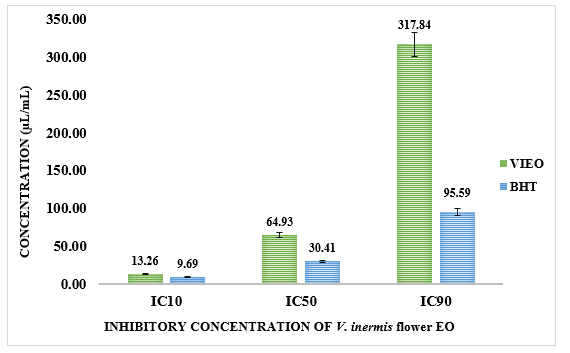 350.00
300.00
250.00
200.00
150.00
100.00
50.00
0.00
CONCENTRATION (µL/mL)
13.26
9.69
64.93
30.41
317.84
95.59
IC10
IC50
IC90
INHIBITORY CONCENTRATION OF V. inermis flower EO
VIEO
BHT